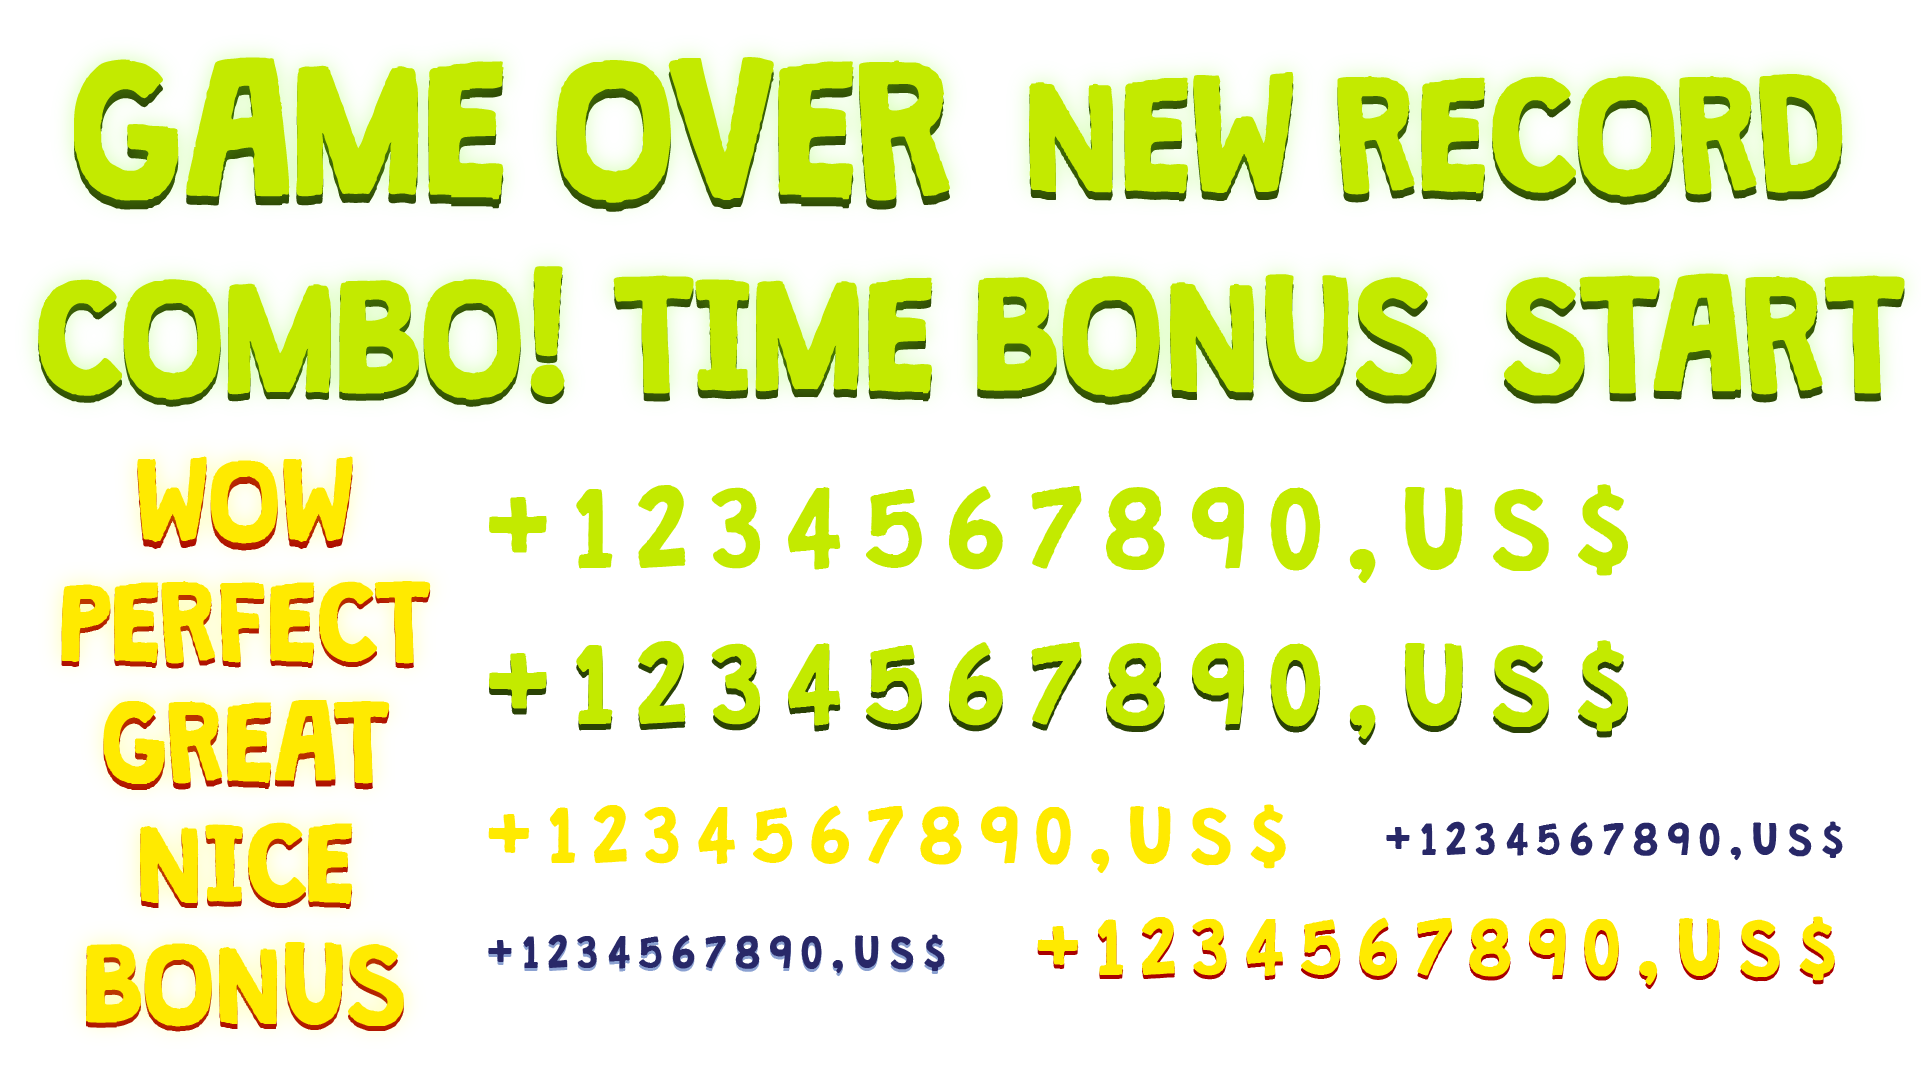 GAME OVER NEW RECORD
COMBO! TIME BONUS START
WOW
PERFECT
GREAT
NICE
BONUS
+1234567890,US$
+1234567890,US$
+1234567890,US$
+1234567890,US$
+1234567890,US$
+1234567890,US$